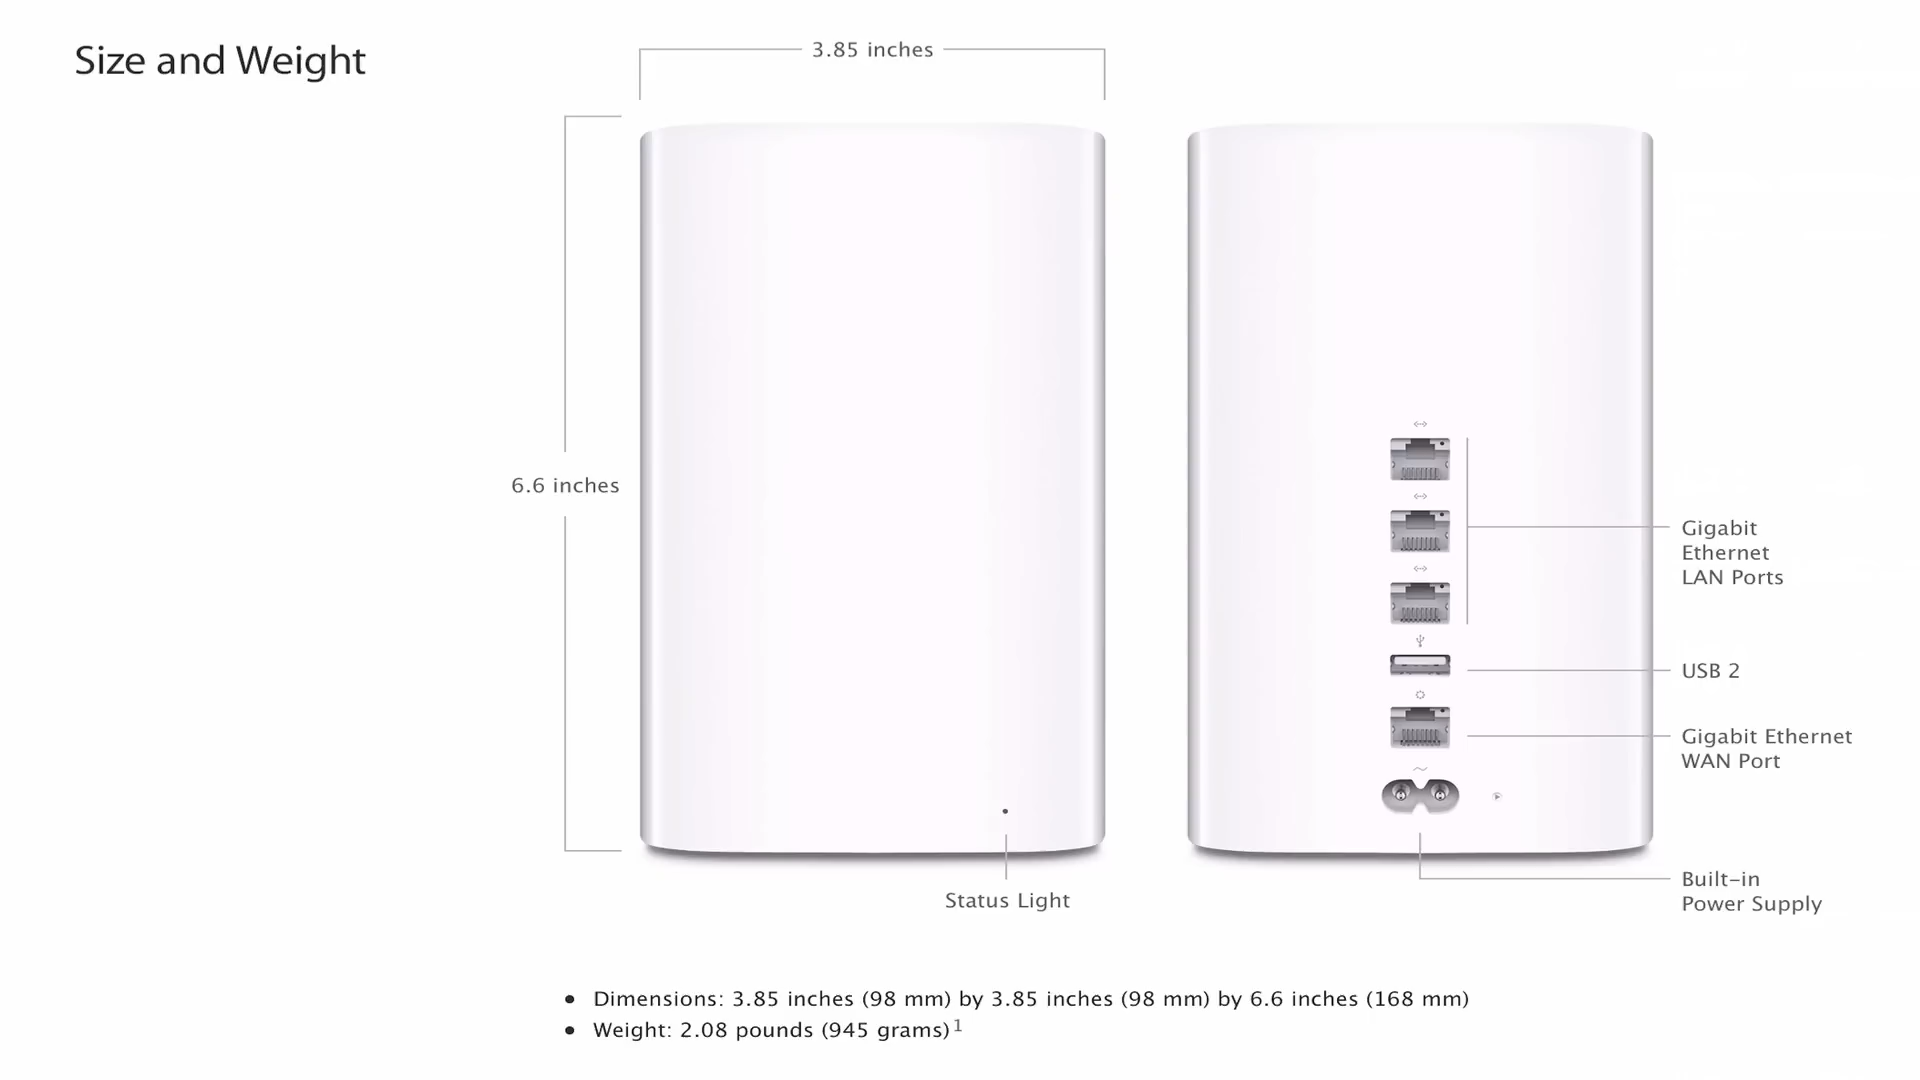 Size and Weight
3.85 inches
6.6 inches
Gigabit
Ethernet
LAN Ports
USB 2
Gigabit Ethernet
WAN Port
Status Light
Built-in
Power Supply
• Dimensions: 3.85 inches (98 mm) by 3.85 inches (98 mm) by 6.6 inches (168 mm)
• Weight: 2.08 pounds (945 grams)1